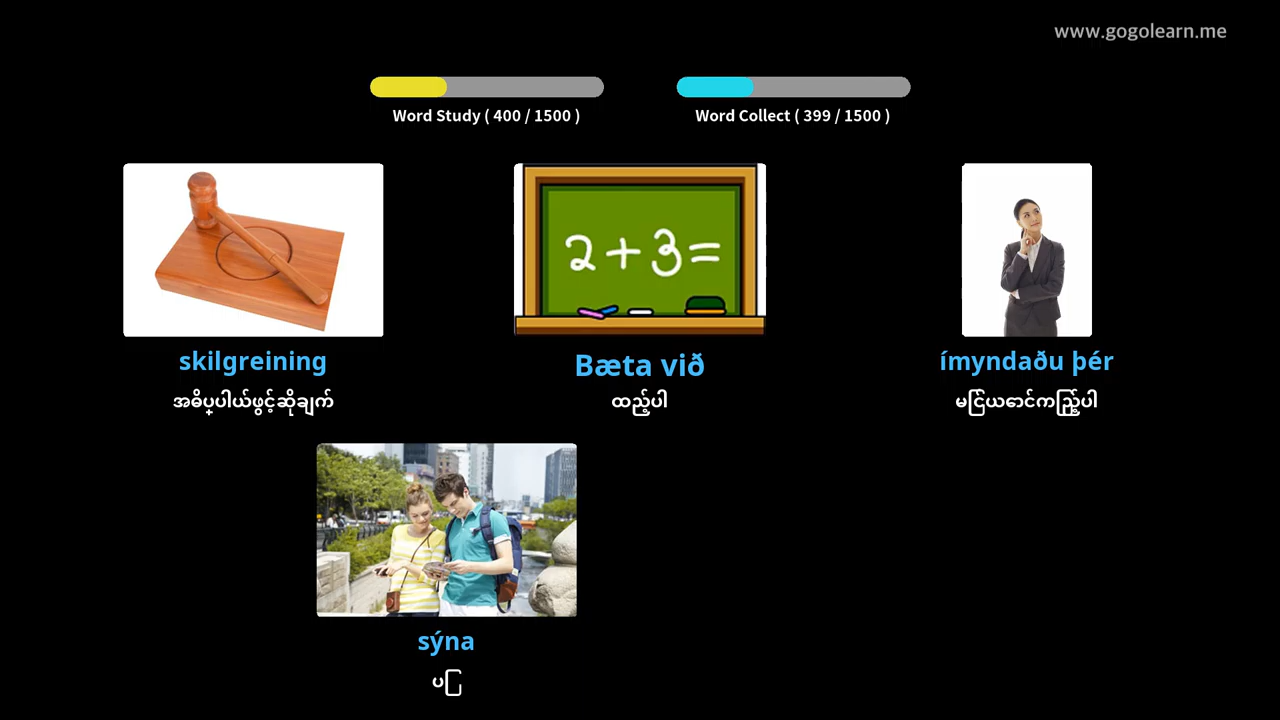 www.gogolearn.me
Word Study ( 400 / 1500 )
Word Collect ( 399 / 1500 )
2+3=
skilgreining
Bæta við
ímyndaðu þér
အဓိပ္ပါယ်ဖွင့်ဆိုချက်
ထည့်ပါ
မြင်ယောင်ကြည့်ပါ
sýna
ပြ